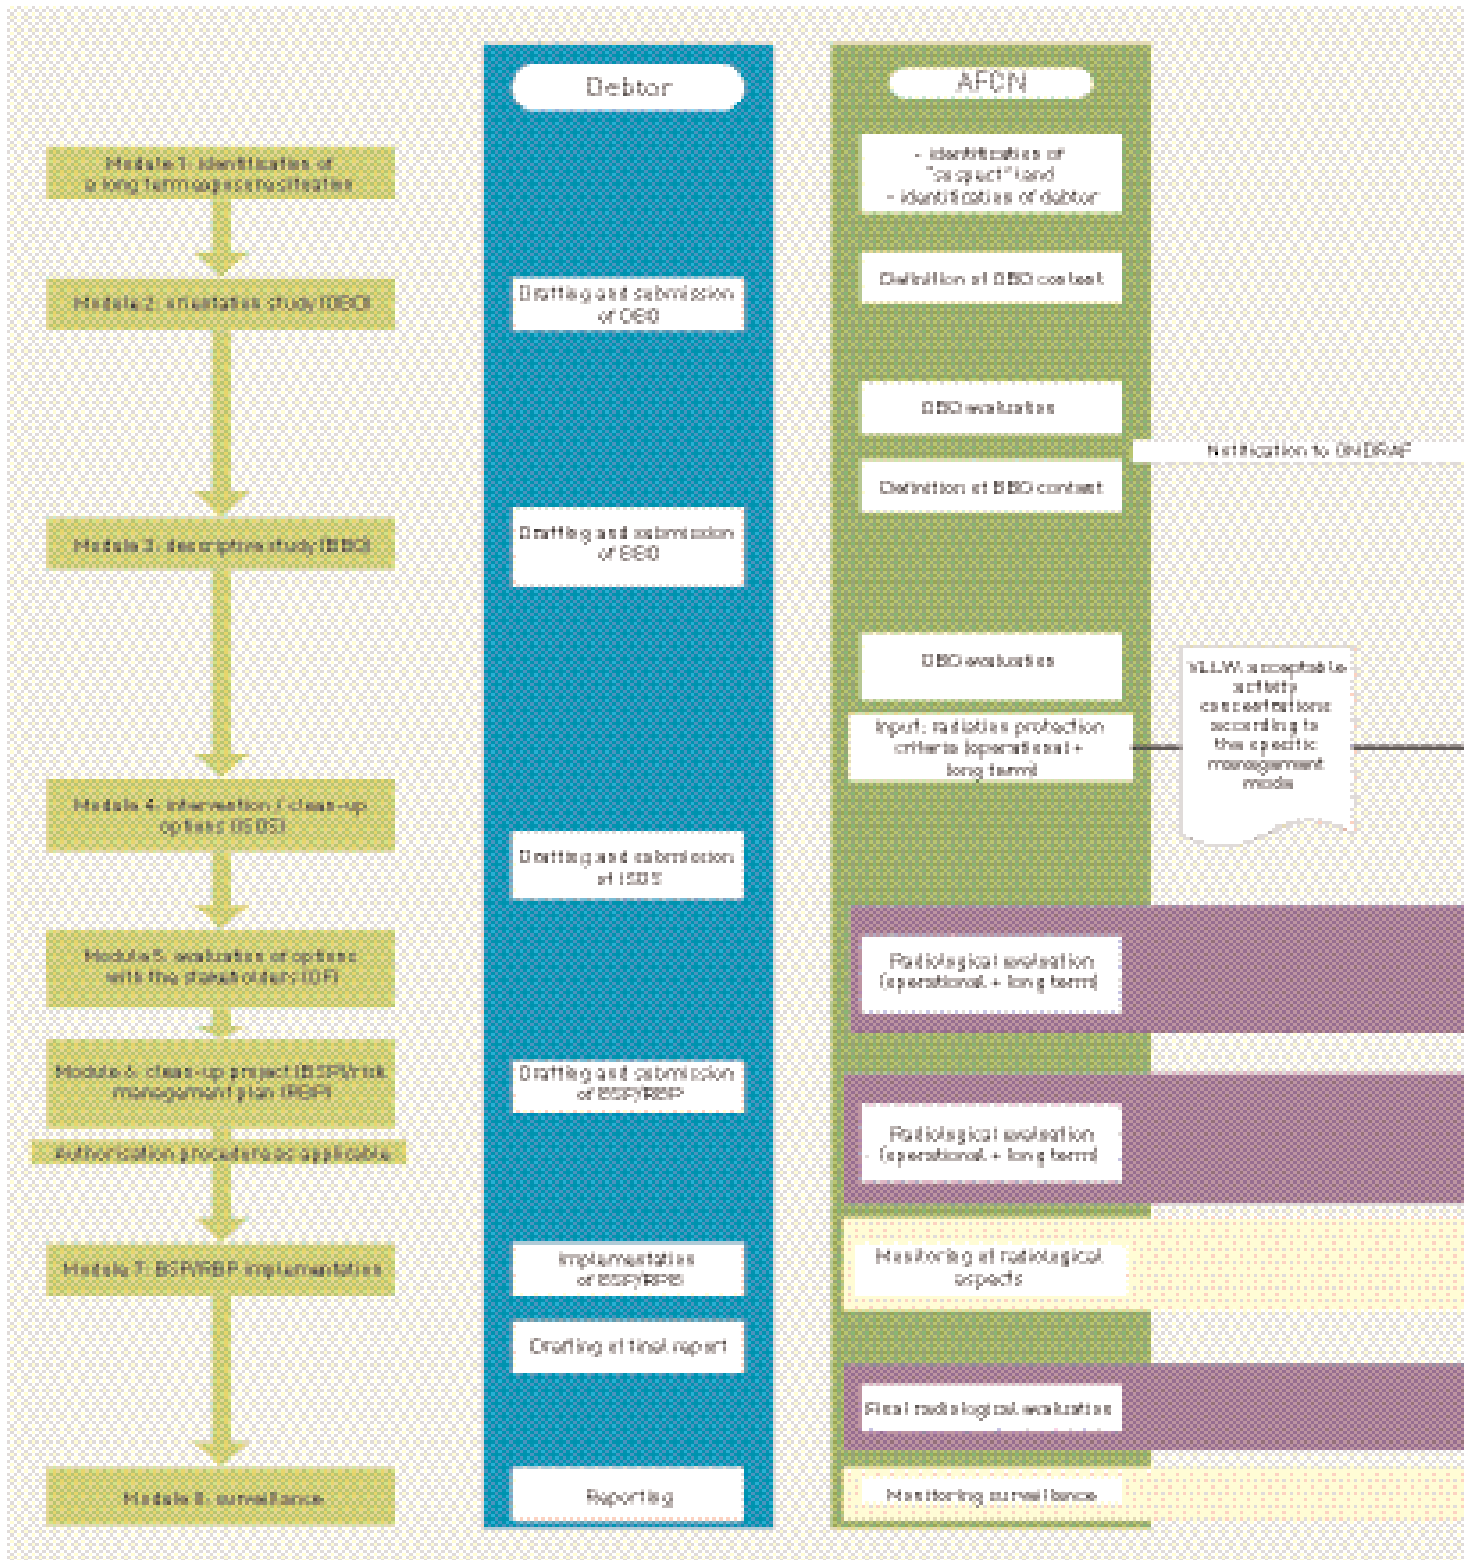 Debtor
AFCN
Module 1: identification of
a long term exposure situation
- identification of
"suspect" land
- identification of debtor
Module 2: orientation study (OBO)
Drafting and submission
of OBO
Definition of OBO context
OBO evaluation
Notification to ONDRAF
Definition of BBO context
Module 3: descriptive study (BBO)
Drafting and submission
of BBO
OBO evaluation
VLLW: acceptable
activity
concentrations
according to
the specific
management
mode
Input: radiation protection
criteria (operational +
long term)
Module 4: intervention / clean-up
options (ISOS)
Drafting and submission
of ISOS
Module 5: evaluation of options
with the stakeholders (OF)
Radiological evaluation
(operational + long term)
Module 6: clean-up project (BSP)/risk
management plan (RBP)
Drafting and submission
of BSP/RBP
Authorisation procedure as applicable
Radiological evaluation
(operational + long term)
Module 7: BSP/RBP implementation
Implementation
of BSP/RPB
Monitoring of radiological
aspects
Drafting of final report
Final radiological evaluation
Module 8: surveillance
Reporting
Monitoring surveillance